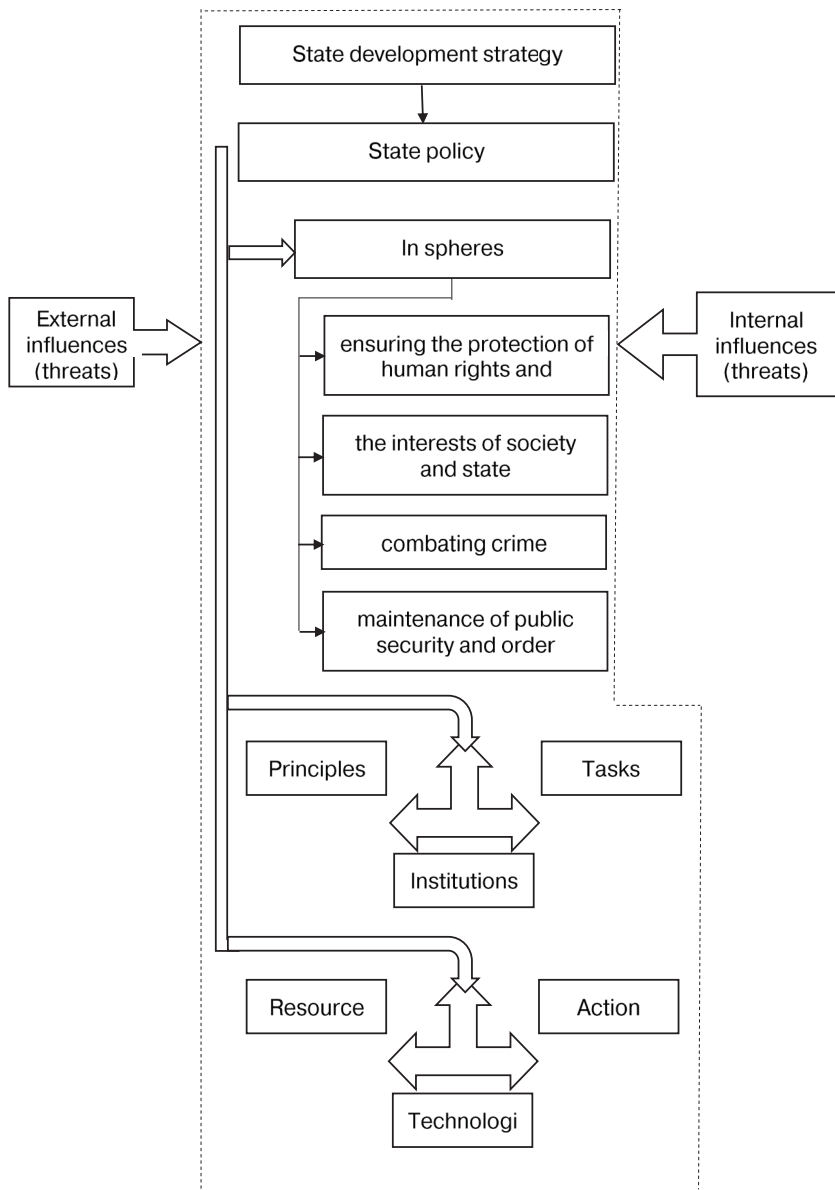 State development strategy
State policy
In spheres
External
influences
(threats)
Internal
influences
(threats)
ensuring the protection of
human rights and
the interests of society
and state
combating crime
maintenance of public
security and order
Principles
Tasks
Institutions
Resource
Action
Technologi